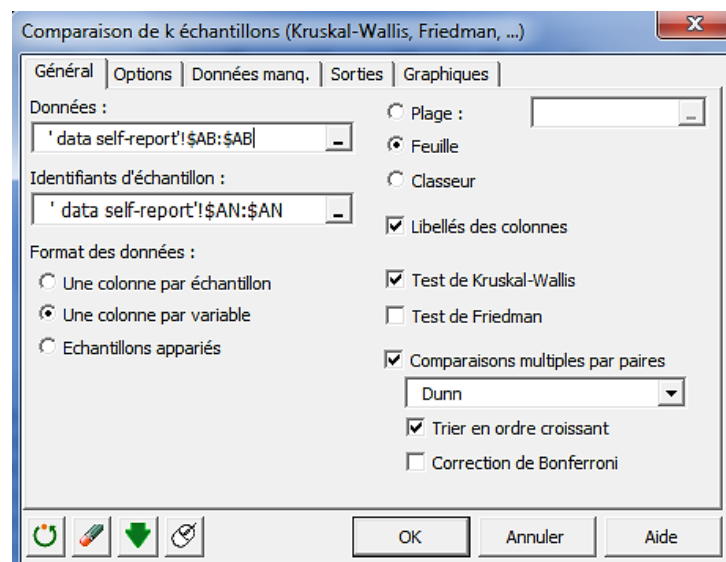 Comparaison de k échantillons (Kruskal-Wallis, Friedman, ...)
Général
Options
Données manq.
Sorties
Graphiques
Données :
' data self-report'!$AB:$AB
Identifiants d'échantillon :
' data self-report'!$AN:$AN
Format des données :
Une colonne par échantillon
Une colonne par variable
Echantillons appariés
Plage :
Feuille
Classeur
Libellés des colonnes
Test de Kruskal-Wallis
Test de Friedman
Comparaisons multiples par paires
Dunn
Trier en ordre croissant
Correction de Bonferroni
OK
Annuler
Aide